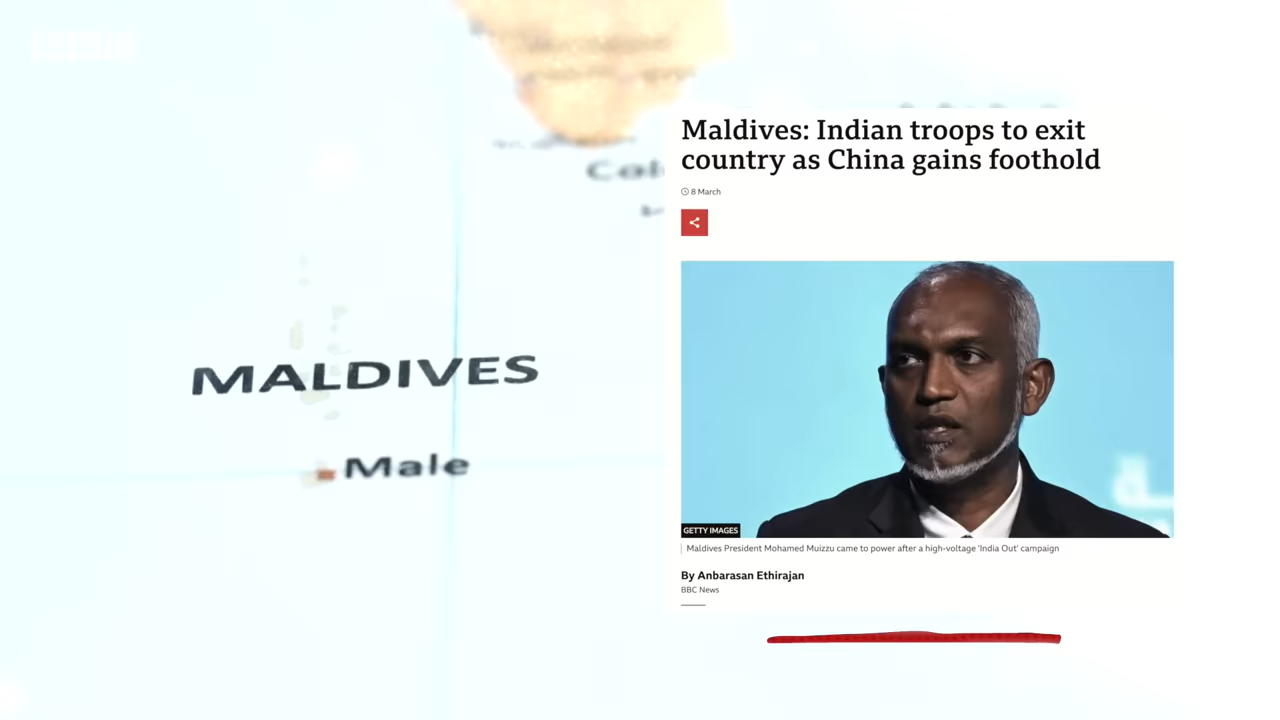 Maldives: Indian troops to exit
country as China gains foothold
8 March
GETTY IMAGES
Maldives President Mohamed Muizzu came to power after a high-voltage 'India Out' campaign
By Anbarasan Ethirajan
BBC News
MALDIVES
Male